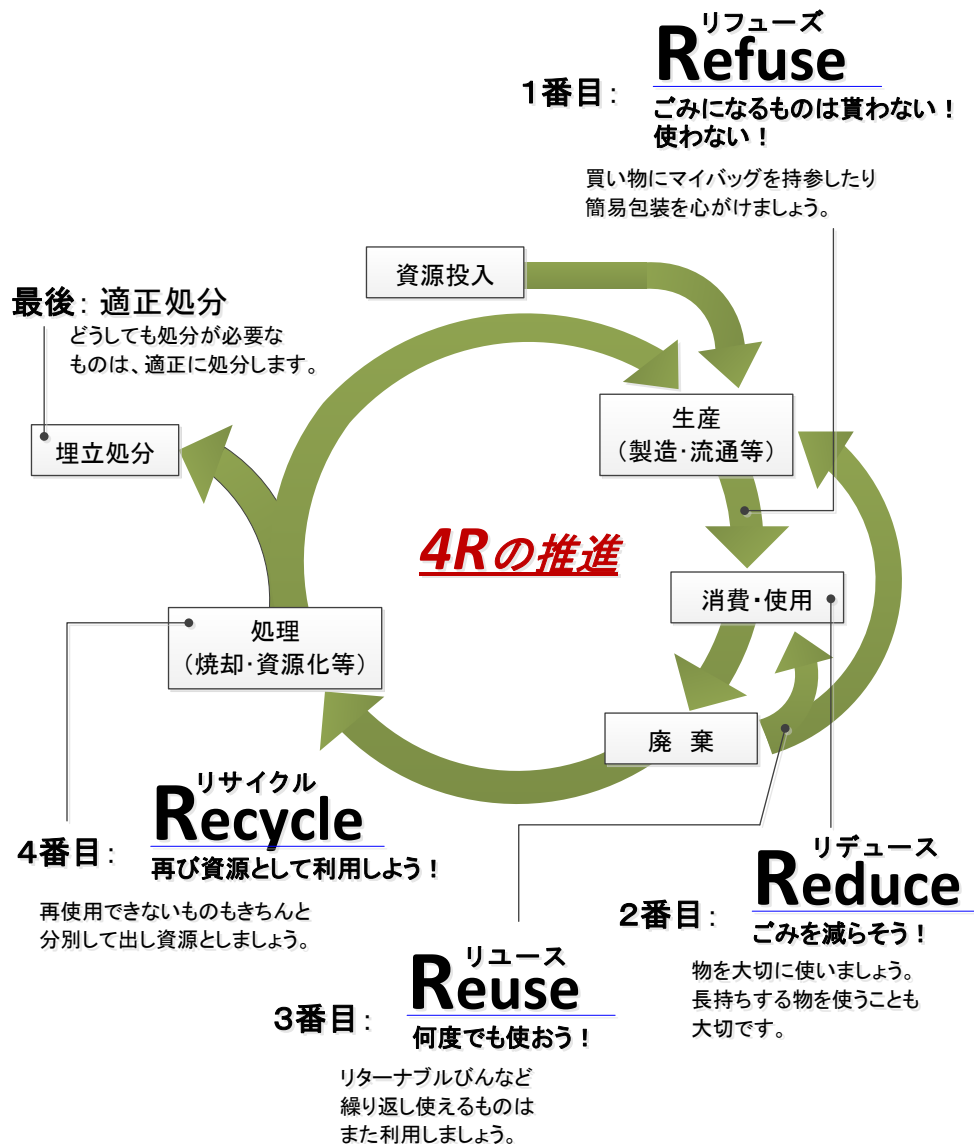 リフューズ
Refuse
1番目：
ごみになるものは貰わない！
使わない！
買い物にマイバッグを持参したり
簡易包装を心がけましょう。
資源投入
最後： 適正処分
どうしても処分が必要な
ものは、適正に処分します。
埋立処分
生産
（製造・流通等）
4Rの推進
消費・使用
処理
（焼却・資源化等）
廃　棄
リサイクル
Recycle
4番目：
再び資源として利用しよう！
再使用できないものもきちんと
分別して出し資源としましょう。
リデュース
Reduce
2番目：
ごみを減らそう！
物を大切に使いましょう。
長持ちする物を使うことも
大切です。
リユース
Reuse
3番目：
何度でも使おう！
リターナブルびんなど
繰り返し使えるものは
また利用しましょう。